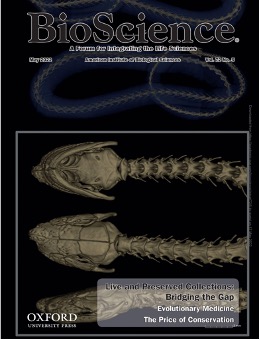 BioScience®
A Forum for Integrating the Life Sciences
May 2022 American Institute of Biological Sciences Vol. 72 No. 5
Live and Preserved Collections:
Bridging the Gap
Evolutionary Medicine
The Price of Conservation
OXFORD
UNIVERSITY PRESS